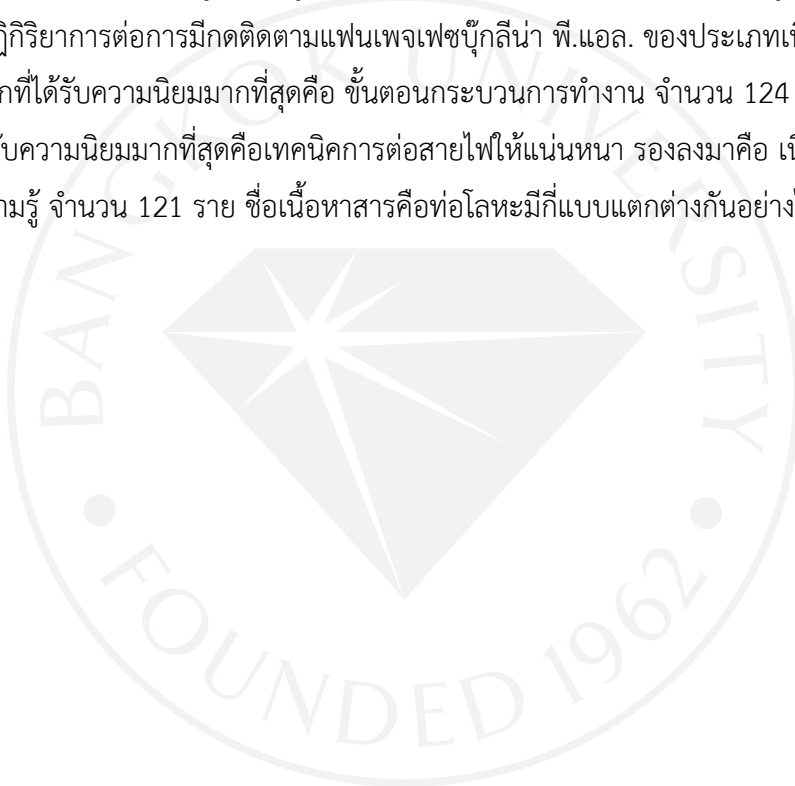 ฏิกิริยาการต่อการมีกดติดตามแฟนเพจเฟซบุ๊กลีน่า พี.แอล. ของประเภทเ
กที่ได้รับความนิยมมากที่สุดคือ ขั้นตอนกระบวนการทำงาน จำนวน 124
ับความนิยมมากที่สุดคือเทคนิคการต่อสายไฟให้แน่นหนา รองลงมาคือ เ
ามรู้ จำนวน 121 ราย ชื่อเนื้อหาสารคือท่อโลหะมีกี่แบบแตกต่างกันอย่าง
BANGKOK UNIVERSITY
FOUNDED 1962